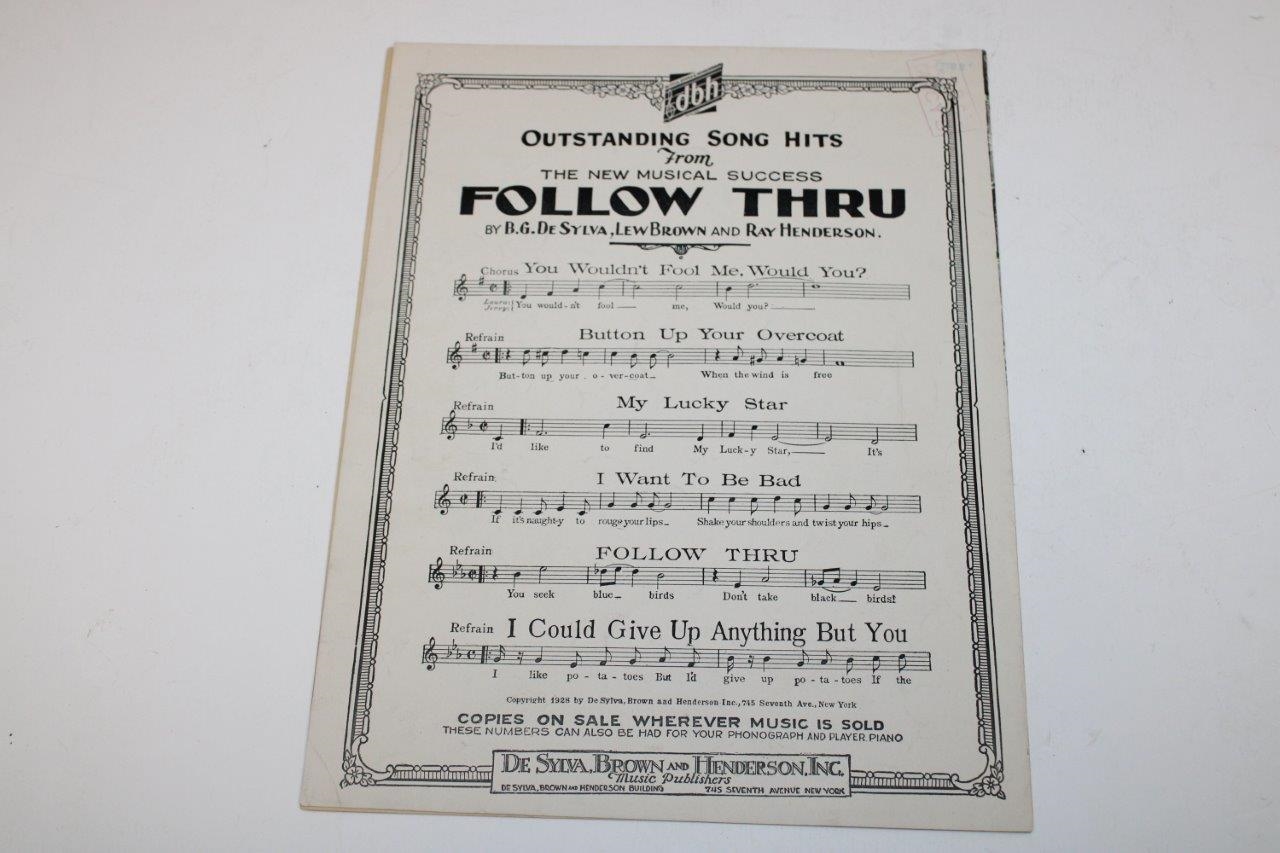 dbh
OUTSTANDING SONG HITS
From
THE NEW MUSICAL SUCCESS
FOLLOW THRU
BY B.G. DE SYLVA, LEW BROWN AND RAY HENDERSON.
Chorus You Wouldn't Fool Me, Would You?
Laura:
Jerry:
You would-n't fool me, Would you?
Refrain Button Up Your Overcoat
But-ton up your o-ver-coat When the wind is free
Refrain My Lucky Star
I'd like to find My Luck-y Star, It's
Refrain. I Want To Be Bad
If it's naught-y to rouge your lips Shake your shoulders and twist your hips
Refrain FOLLOW THRU
You seek blue birds Don't take black birds!
Refrain I Could Give Up Anything But You
I like po-ta-toes But I'd give up po-ta-toes If the
Copyright 1928 by De Sylva, Brown and Henderson Inc., 745 Seventh Ave., New York
COPIES ON SALE WHEREVER MUSIC IS SOLD
THESE NUMBERS CAN ALSO BE HAD FOR YOUR PHONOGRAPH AND PLAYER PIANO
DE SYLVA, BROWN AND HENDERSON, INC.
Music Publishers
DE SYLVA, BROWN AND HENDERSON BUILDING 745 SEVENTH AVENUE NEW YORK